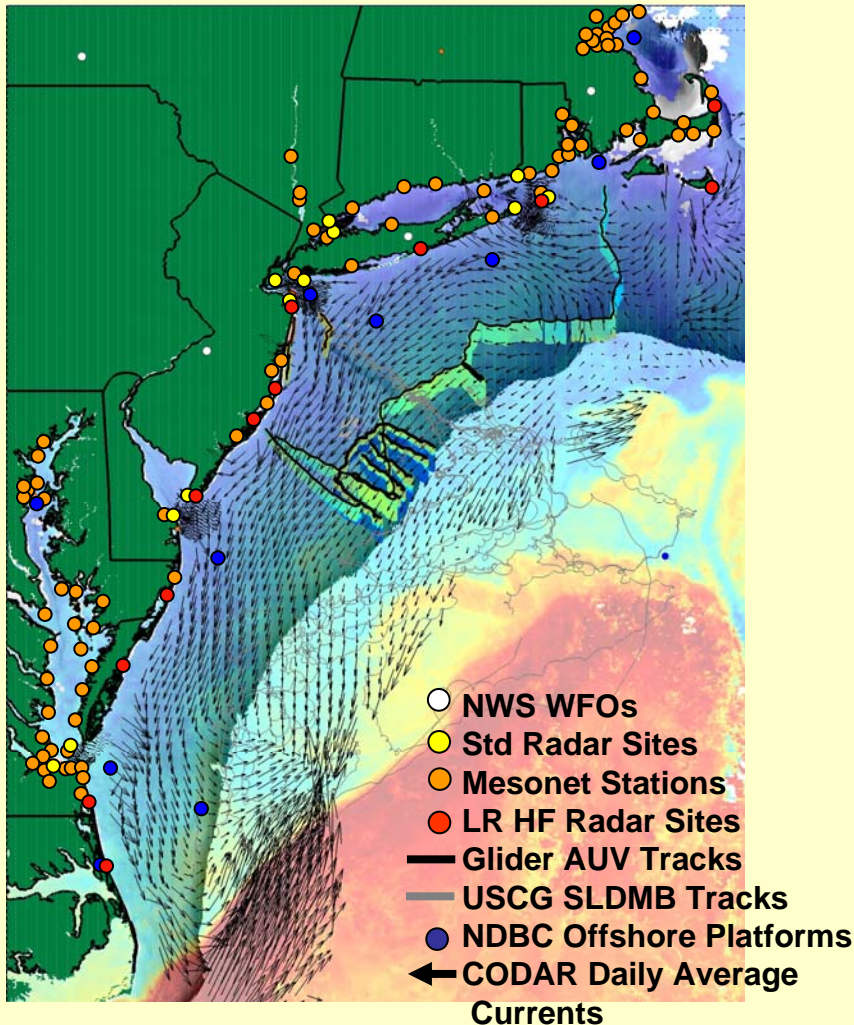 NWS WFOs
Std Radar Sites
Mesonet Stations
LR HF Radar Sites
Glider AUV Tracks
USCG SLDMB Tracks
NDBC Offshore Platforms
CODAR Daily Average
Currents